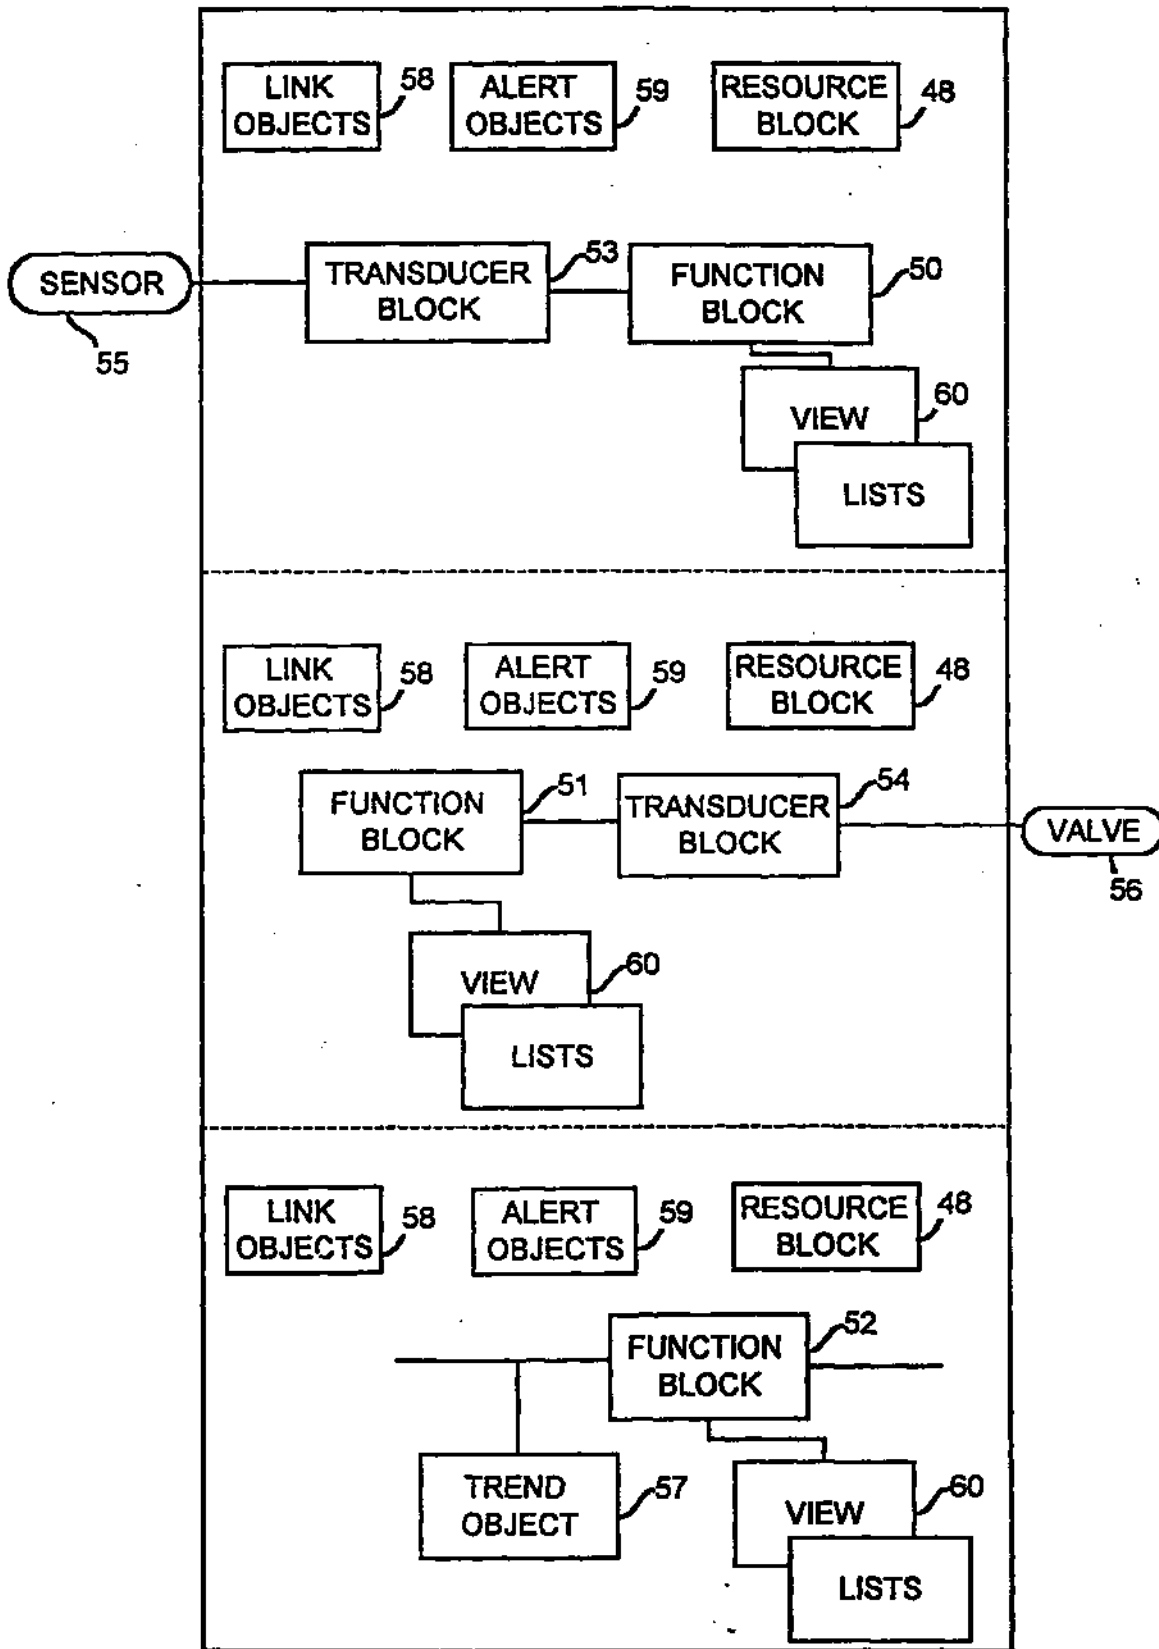 LINK
OBJECTS
58
ALERT
OBJECTS
59
RESOURCE
BLOCK
48
SENSOR
55
TRANSDUCER
BLOCK
53
FUNCTION
BLOCK
50
VIEW
60
LISTS
LINK
OBJECTS
58
ALERT
OBJECTS
59
RESOURCE
BLOCK
48
FUNCTION
BLOCK
51
TRANSDUCER
BLOCK
54
VALVE
56
VIEW
60
LISTS
LINK
OBJECTS
58
ALERT
OBJECTS
59
RESOURCE
BLOCK
48
FUNCTION
BLOCK
52
TREND
OBJECT
57
VIEW
60
LISTS